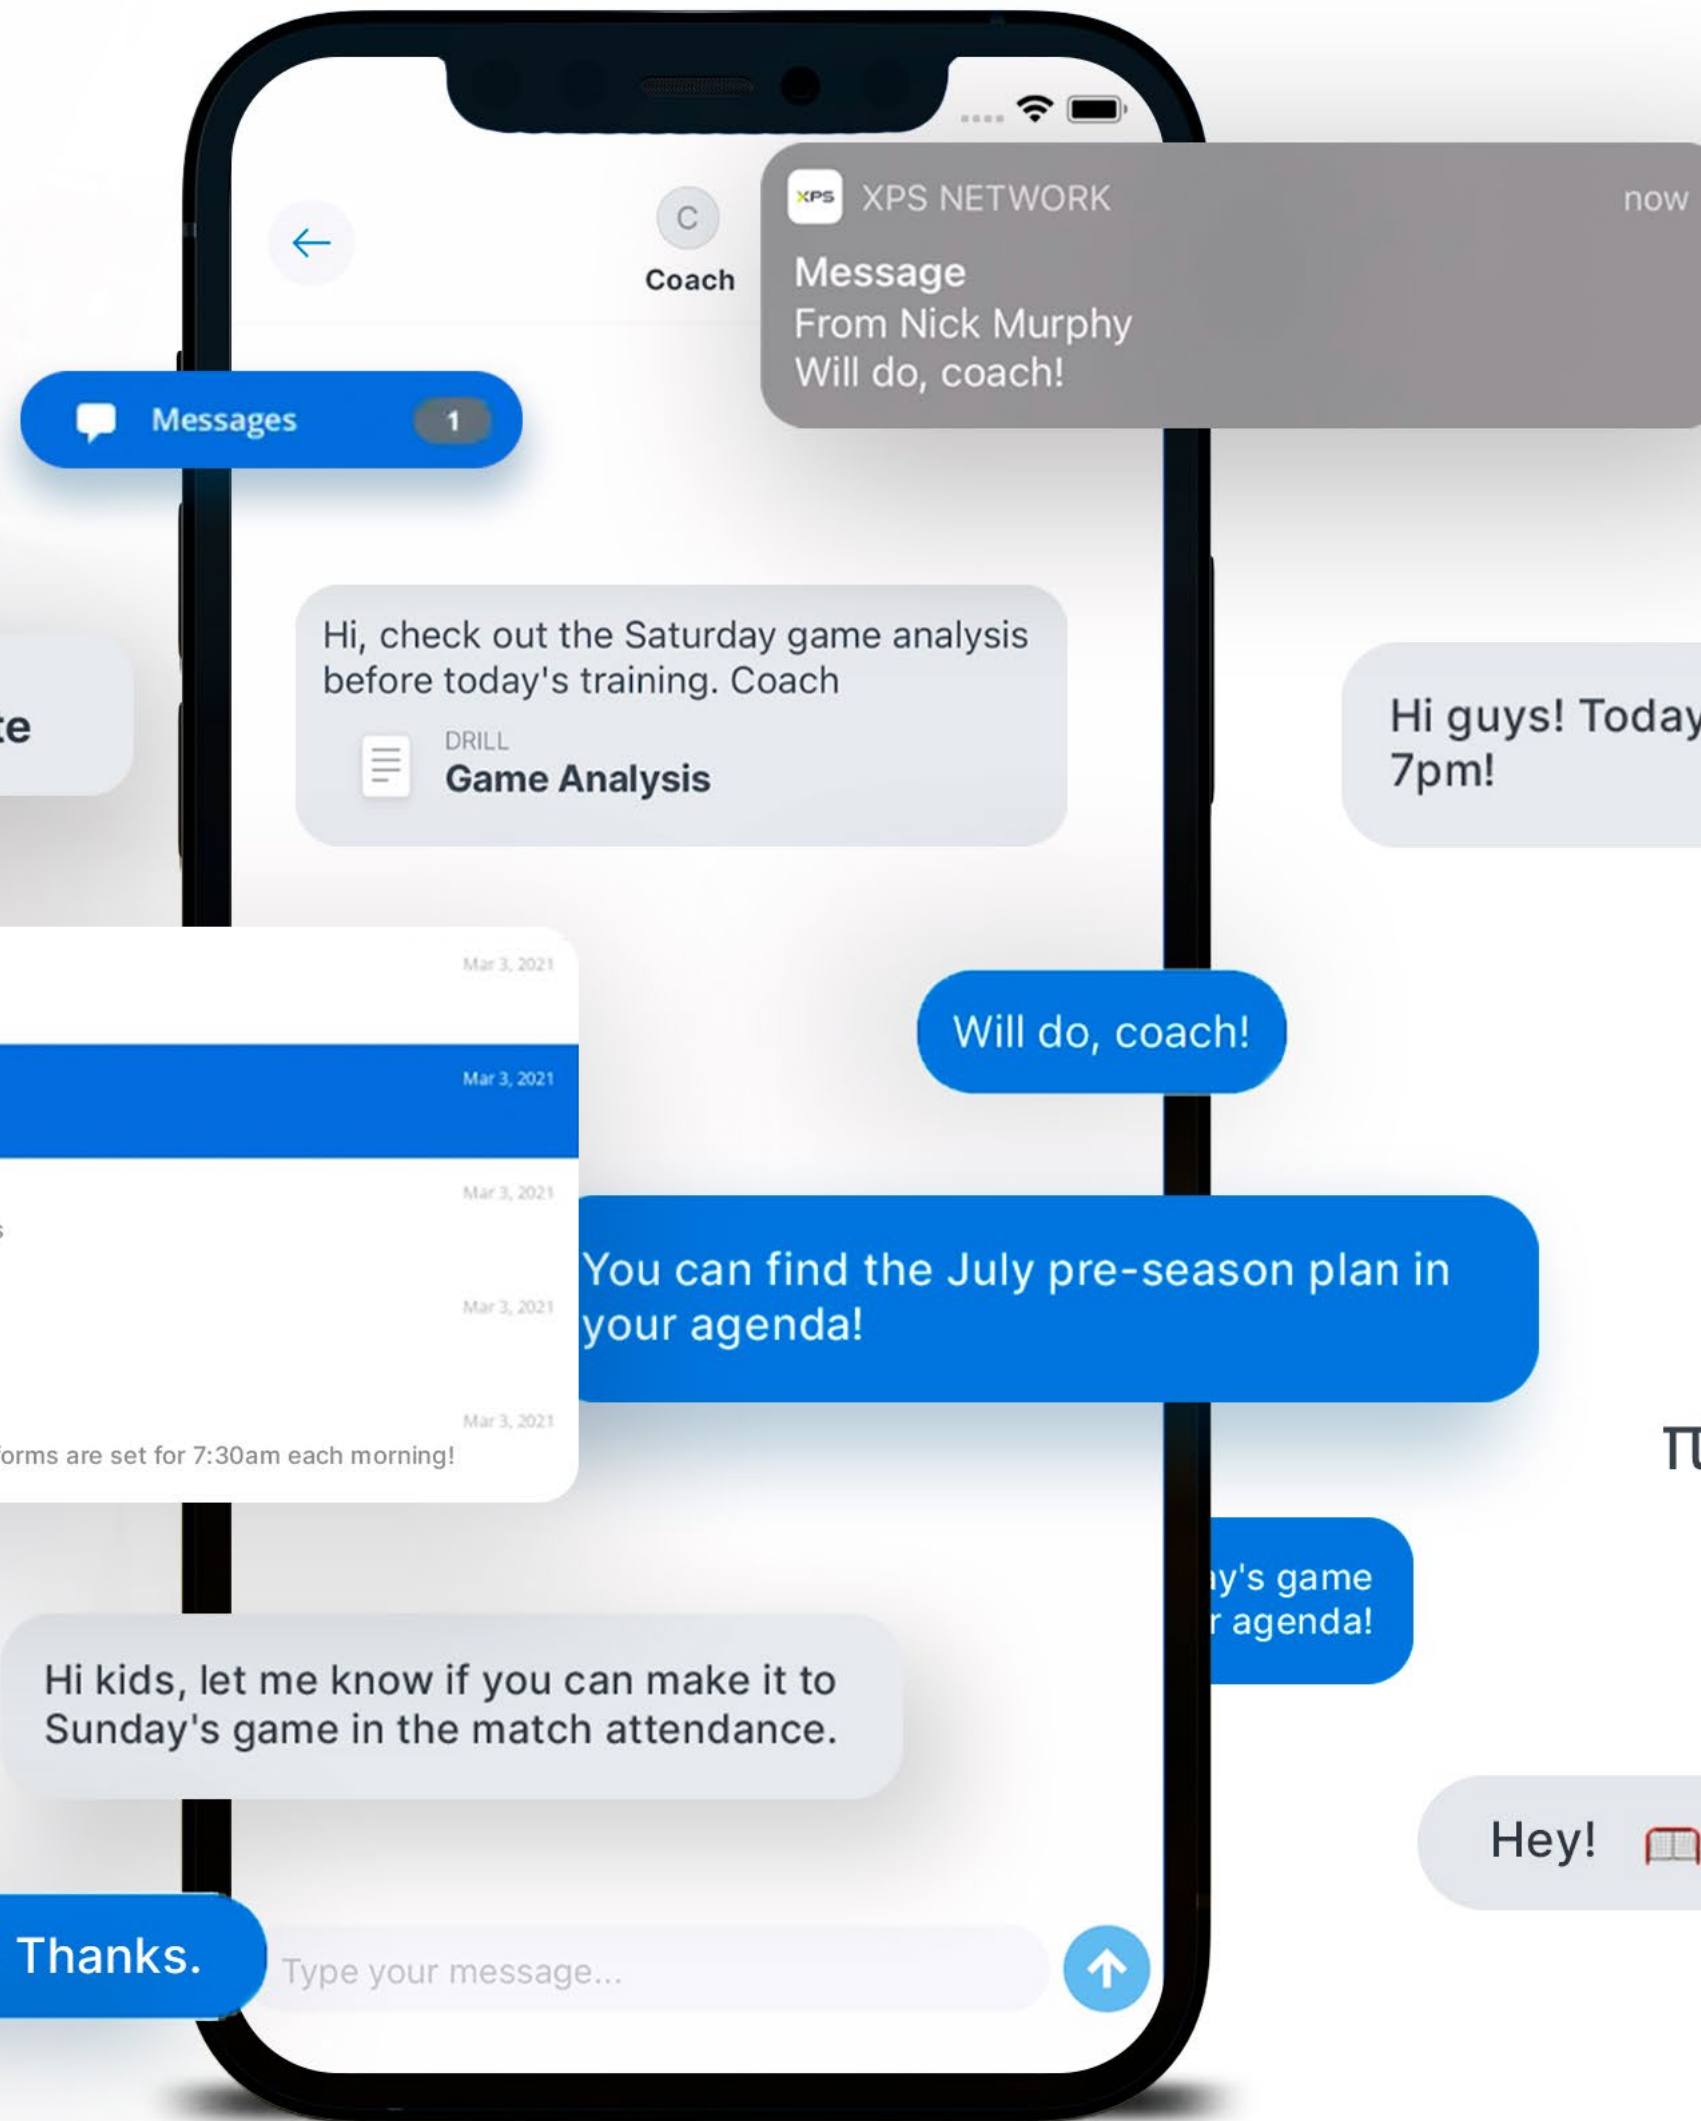 C
Coach
XPS
XPS NETWORK
now
Message
From Nick Murphy
Will do, coach!
Messages
1
Hi, check out the Saturday game analysis
before today's training. Coach
DRILL
Game Analysis
Hi guys! Today
7pm!
Mar 3, 2021
Mar 3, 2021
Will do, coach!
Mar 3, 2021
You can find the July pre-season plan in
your agenda!
Mar 3, 2021
Mar 3, 2021
are set for 7:30am each morning!
game
agenda!
Hi kids, let me know if you can make it to
Sunday's game in the match attendance.
Hey!
Thanks.
Type your message...